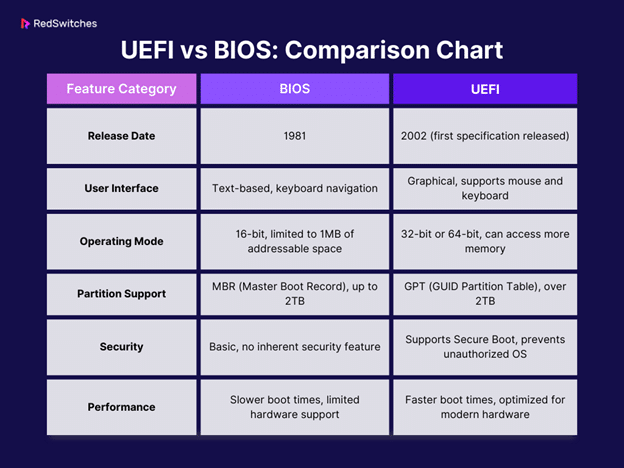 RedSwitches
UEFI vs BIOS: Comparison Chart
Feature Category
BIOS
UEFI
Release Date
1981
2002 (first specification released)
User Interface
Text-based, keyboard navigation
Graphical, supports mouse and
keyboard
Operating Mode
16-bit, limited to 1MB of
addressable space
32-bit or 64-bit, can access more
memory
Partition Support
MBR (Master Boot Record), up to
2TB
GPT (GUID Partition Table), over
2TB
Security
Basic, no inherent security feature
Supports Secure Boot, prevents
unauthorized OS
Performance
Slower boot times, limited
hardware support
Faster boot times, optimized for
modern hardware